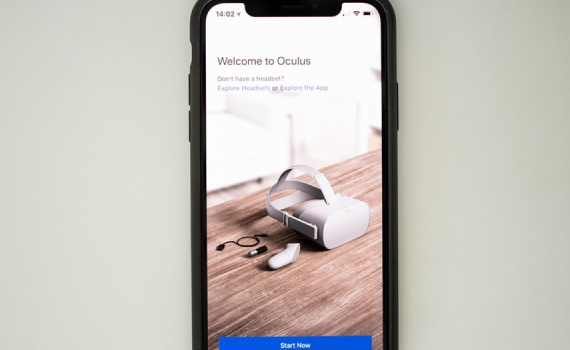 14:02
Welcome to Oculus
Don't have a headset?
Explore Headsets or Explore the App
Start Now